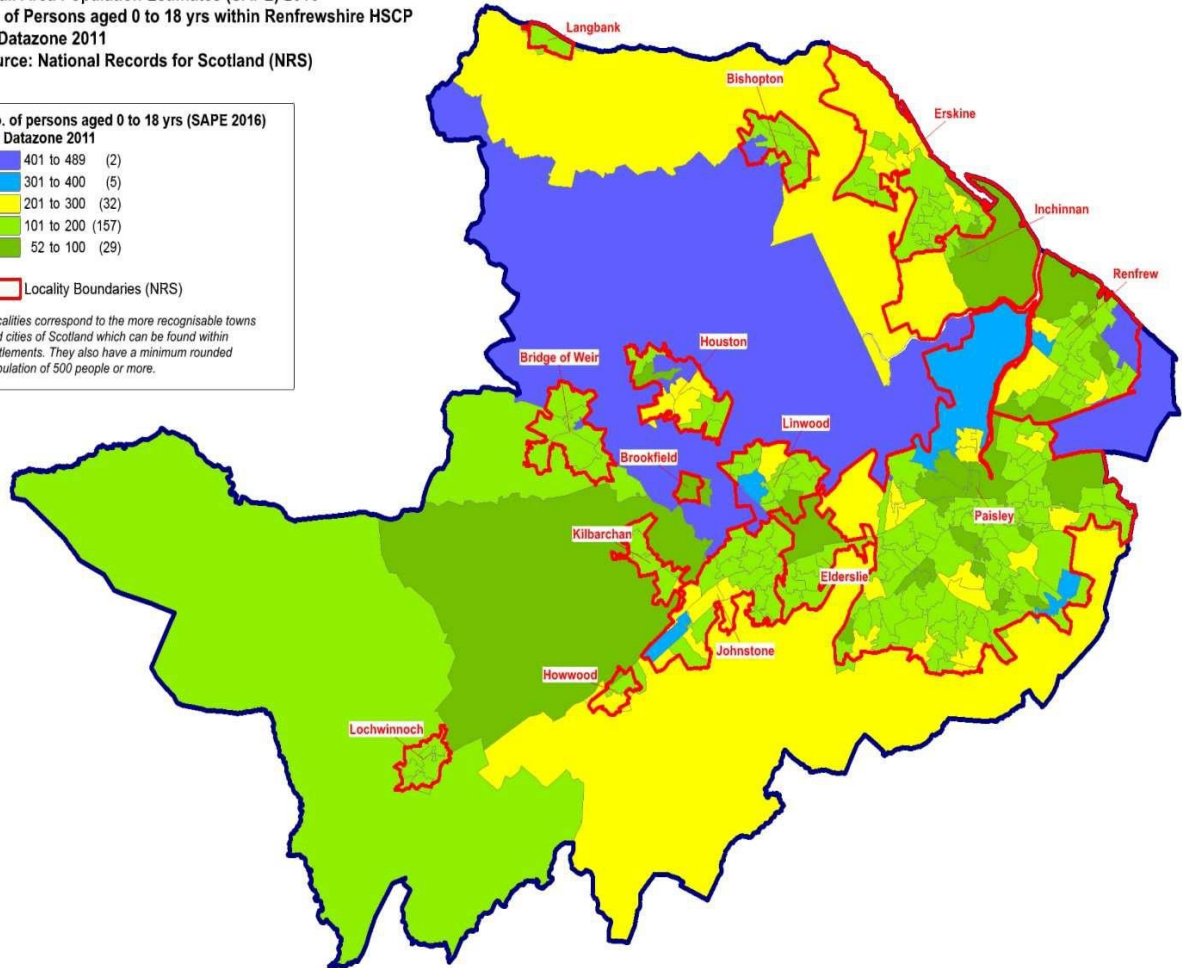 of Persons aged 0 to 18 yrs within Renfrewshire HSCP
Datazone 2011
Source: National Records for Scotland (NRS)
of persons aged 0 to 18 yrs (SAPE 2016)
Datazone 2011
401 to 489 (2)
301 to 400 (5)
201 to 300 (32)
101 to 200 (157)
52 to 100 (29)
Locality Boundaries (NRS)
correspond to the more recognisable towns
cities of Scotland which can be found within
They also have a minimum rounded
of 500 people or more.
Langbank
Bishopton
Erskine
Inchinnan
Renfrew
Houston
Bridge of Weir
Linwood
Brookfield
Paisley
Kilbarchan
Elderslie
Johnstone
Howwood
Lochwinnoch